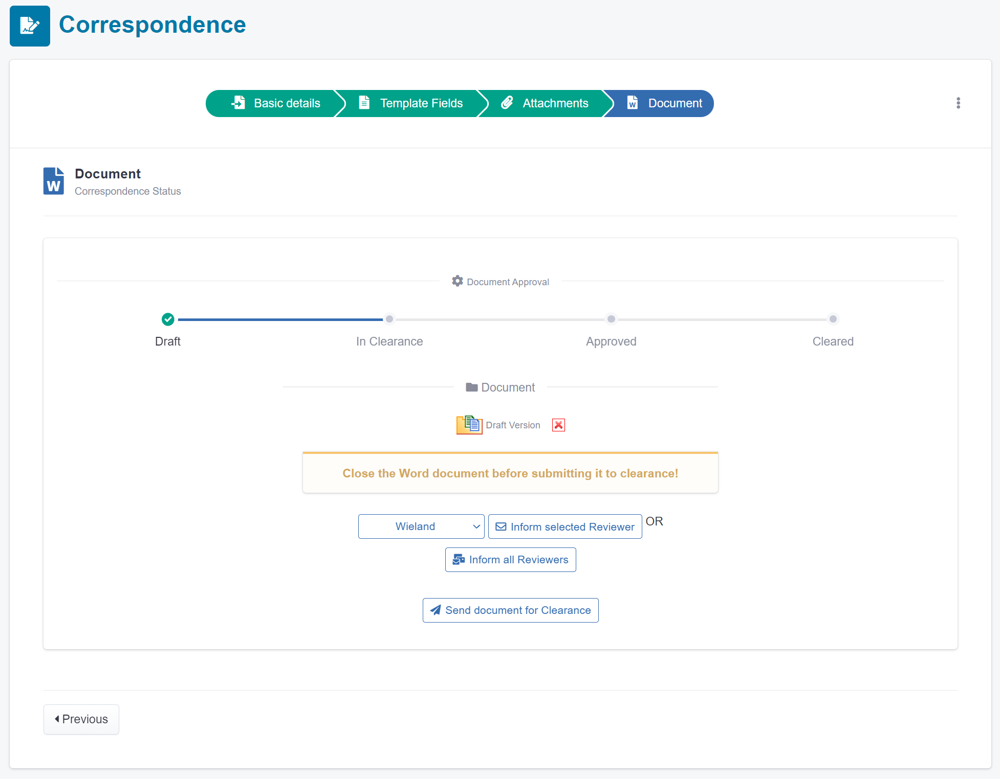 Correspondence
Basic details
Template Fields
Attachments
W
Document
W
Document
Correspondence Status
Document Approval
Draft
In Clearance
Approved
Cleared
Document
Draft Version
Close the Word document before submitting it to clearance!
Wieland
Inform selected Reviewer
OR
Inform all Reviewers
Send document for Clearance
Previous